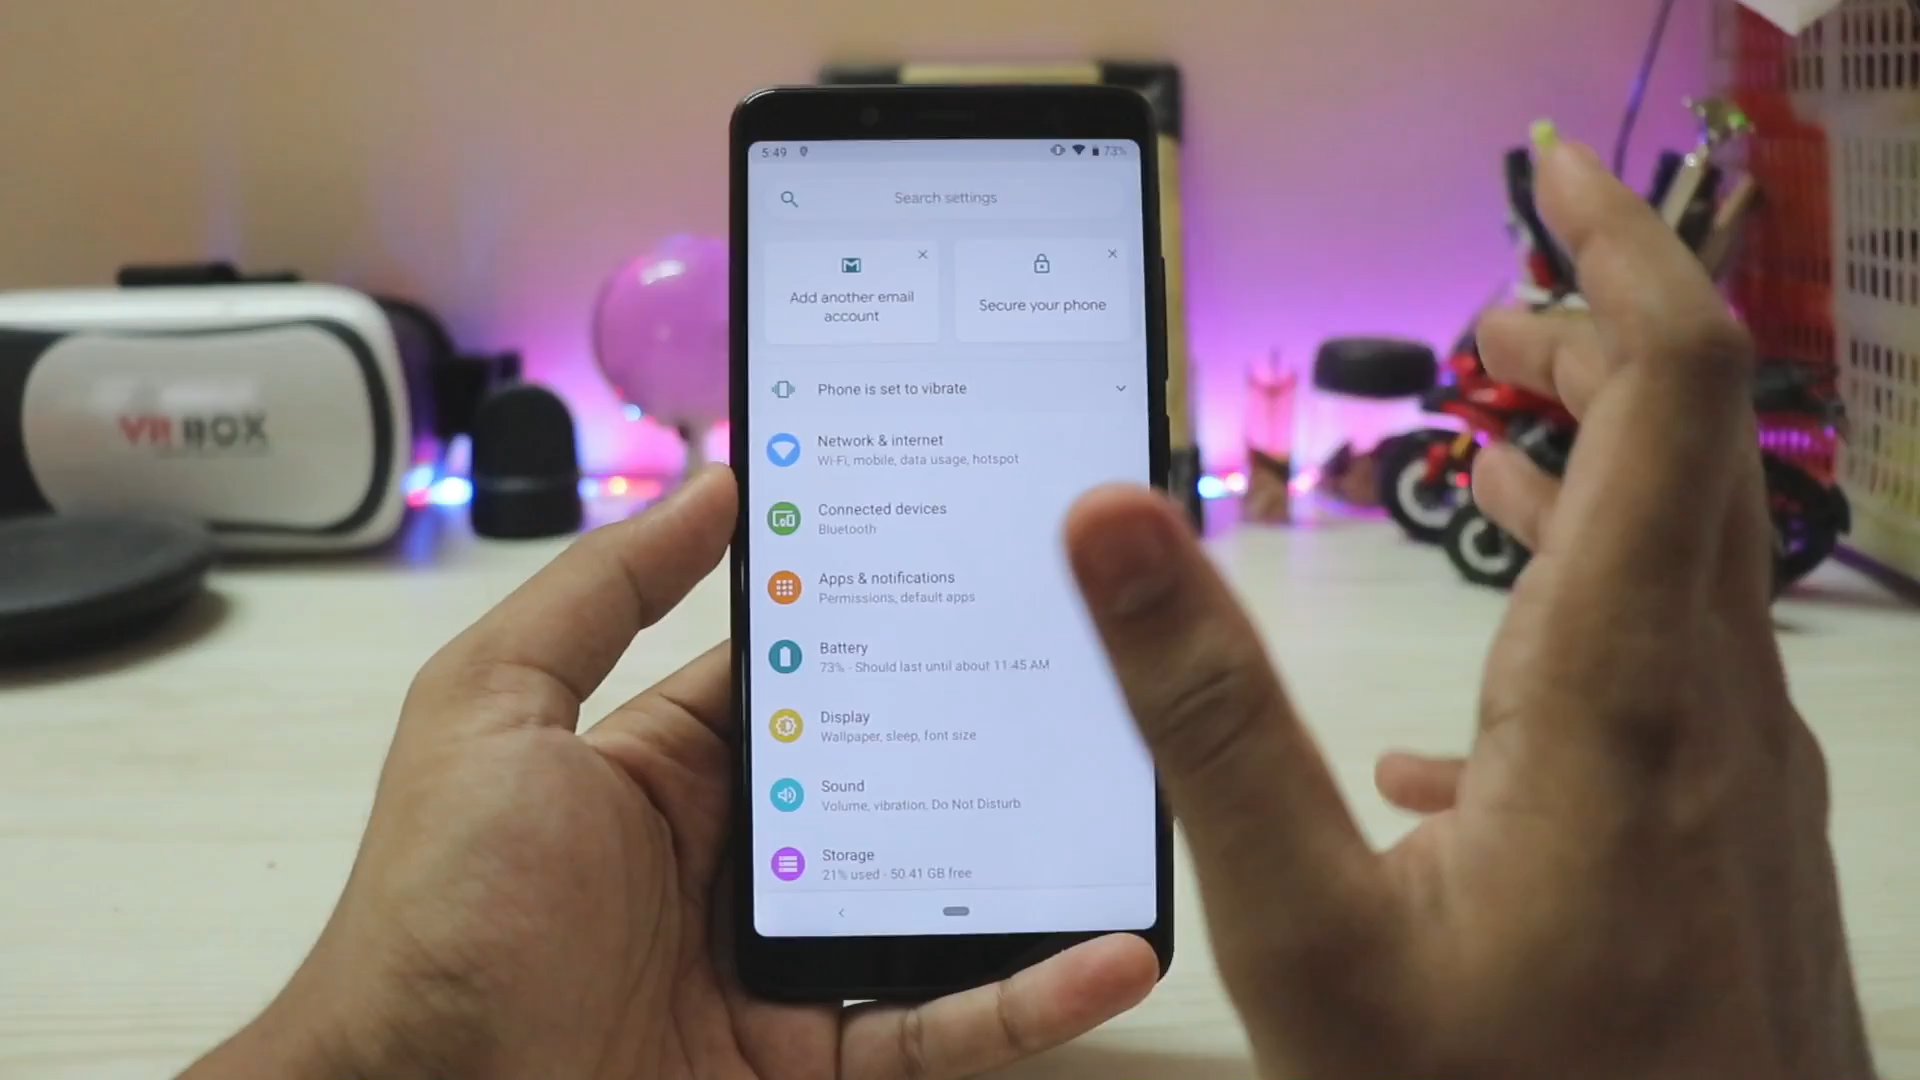 5:49
73%
Search settings
Add another email
account
Secure your phone
Phone is set to vibrate
Network & internet
Wi-Fi, mobile, data usage, hotspot
Connected devices
Bluetooth
Apps & notifications
Permissions, default apps
Battery
73% - Should last until about 11:45 AM
Display
Wallpaper, sleep, font size
Sound
Volume, vibration, Do Not Disturb
Storage
21% used - 50.41 GB free
VR BOX